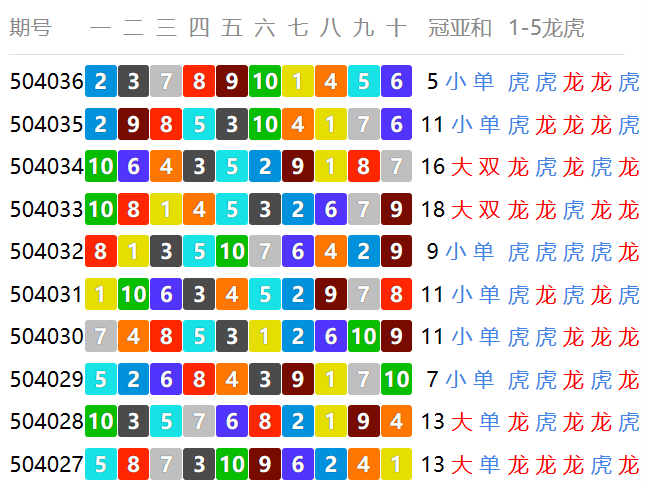 期号 一 二 三 四 五 六 七 八 九 十 冠亚和 1-5龙虎
504036 2 3 7 8 9 10 1 4 5 6 5 小 单 虎 虎 龙 龙 虎
504035 2 9 8 5 3 10 4 1 7 6 11 小 单 虎 龙 龙 龙 虎
504034 10 6 4 3 5 2 9 1 8 7 16 大 双 龙 虎 龙 虎 龙
504033 10 8 1 4 5 3 2 6 7 9 18 大 双 龙 龙 虎 龙 龙
504032 8 1 3 5 10 7 6 4 2 9 9 小 单 虎 虎 虎 虎 龙
504031 1 10 6 3 4 5 2 9 7 8 11 小 单 虎 龙 虎 龙 虎
504030 7 4 8 5 3 1 2 6 10 9 11 小 单 虎 虎 龙 龙 龙
504029 5 2 6 8 4 3 9 1 7 10 7 小 单 虎 虎 龙 虎 龙
504028 10 3 5 7 6 8 2 1 9 4 13 大 单 龙 虎 龙 龙 虎
504027 5 8 7 3 10 9 6 2 4 1 13 大 单 龙 龙 龙 虎 龙